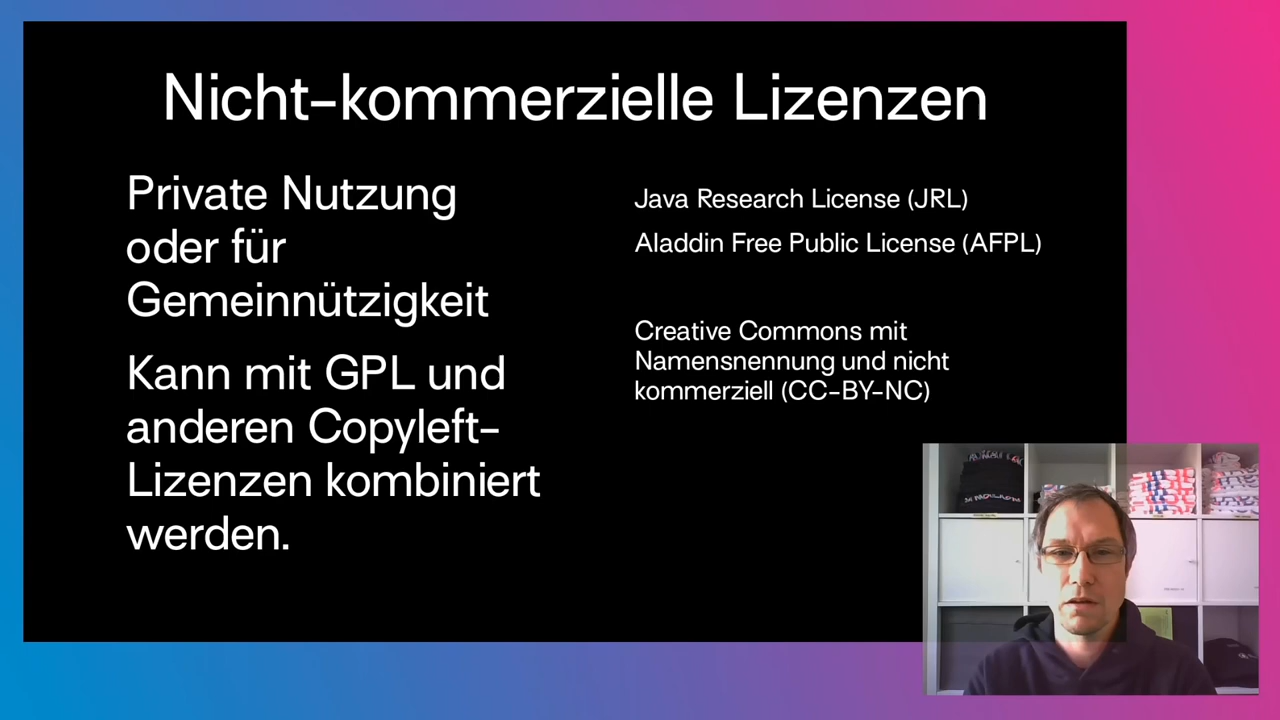 Nicht-kommerzielle Lizenzen
Private Nutzung
oder für
Gemeinnützigkeit
Kann mit GPL und
anderen Copyleft-
Lizenzen kombiniert
werden.
Java Research License (JRL)
Aladdin Free Public License (AFPL)
Creative Commons mit
Namensnennung und nicht
kommerziell (CC-BY-NC)